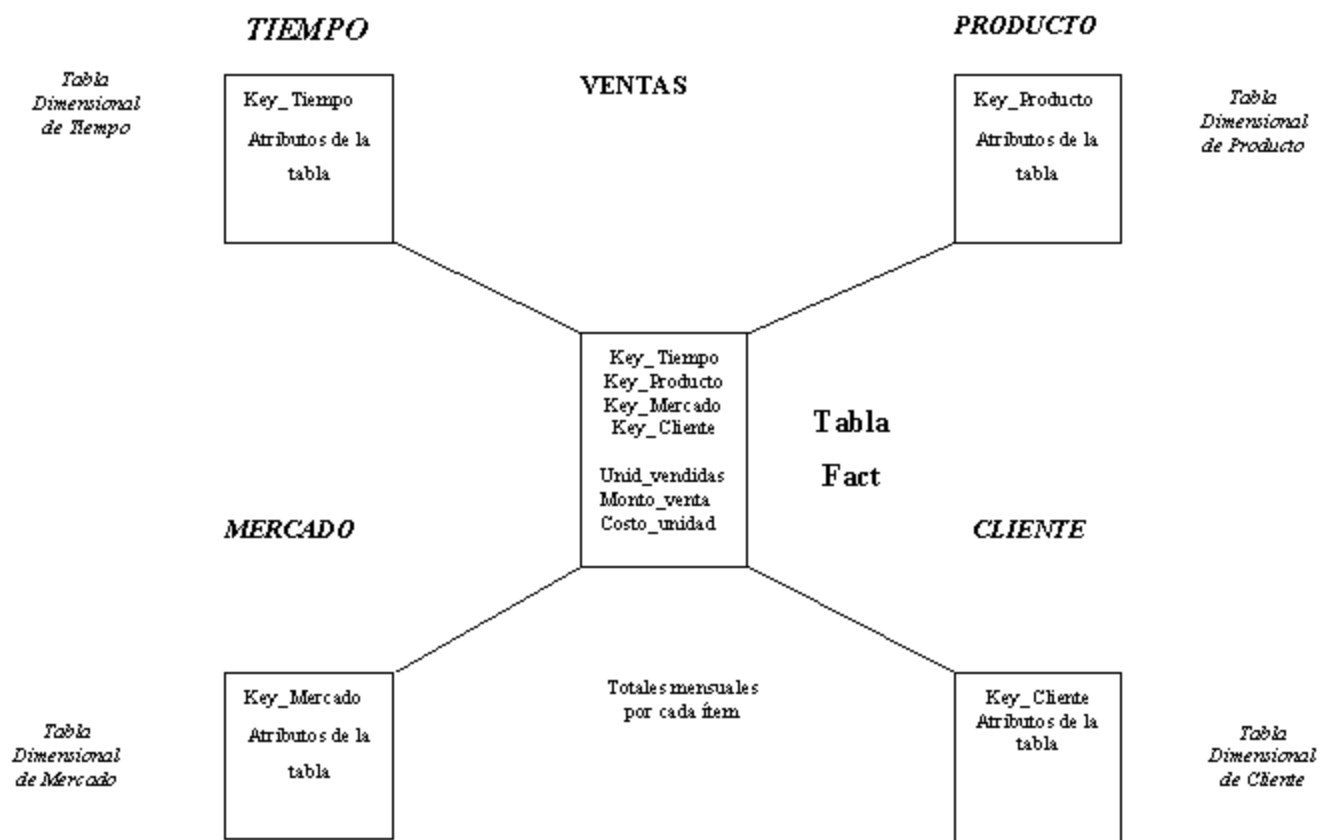 TIEMPO
PRODUCTO
Tabla
Dimensional
de Tiempo
Key_Tiempo
Atributos de la
tabla
VENTAS
Key_Producto
Atributos de la
tabla
Tabla
Dimensional
de Producto
Key_Tiempo
Key_Producto
Key_Mercado
Key_Cliente
Unid_vendidas
Monto_venta
Costo_unidad
Tabla
Fact
MERCADO
CLIENTE
Tabla
Dimensional
de Mercado
Key_Mercado
Atributos de la
tabla
Totales mensuales
por cada ítem
Key_Cliente
Atributos de la
tabla
Tabla
Dimensional
de Cliente